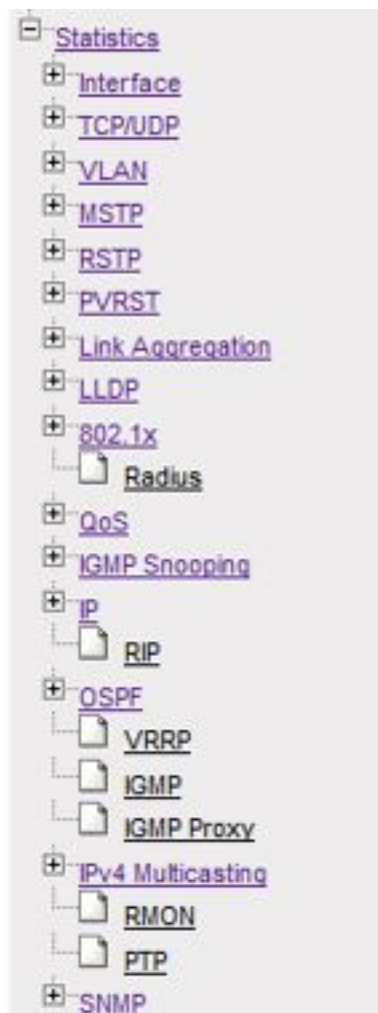 Statistics
Interface
TCP/UDP
VLAN
MSTP
RSTP
PVRST
Link Aggregation
LLDP
802.1x
Radius
QoS
IGMP Snooping
IP
RIP
OSPF
VRRP
IGMP
IGMP Proxy
IPv4 Multicasting
RMON
PTP
SNMP